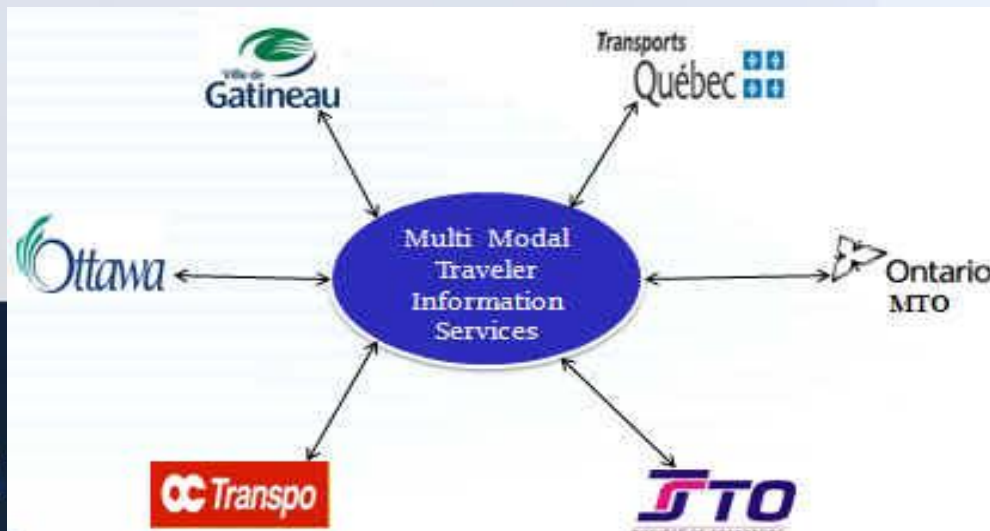 Ville de
Gatineau
Transports
Québec
Ottawa
Multi Modal
Traveler
Information
Services
Ontario
MTO
OC Transpo
STO